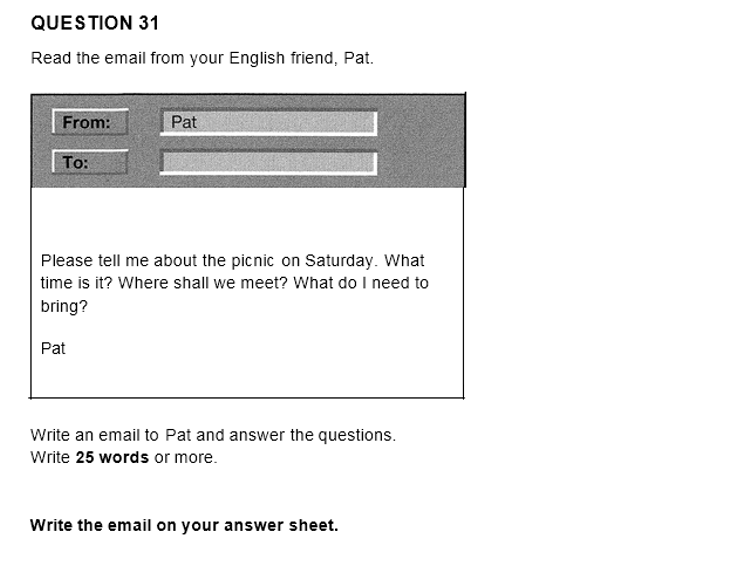 QUESTION 31
Read the email from your English friend, Pat.
From: Pat
To:
Please tell me about the picnic on Saturday. What
time is it? Where shall we meet? What do I need to
bring?
Pat
Write an email to Pat and answer the questions.
Write 25 words or more.
Write the email on your answer sheet.